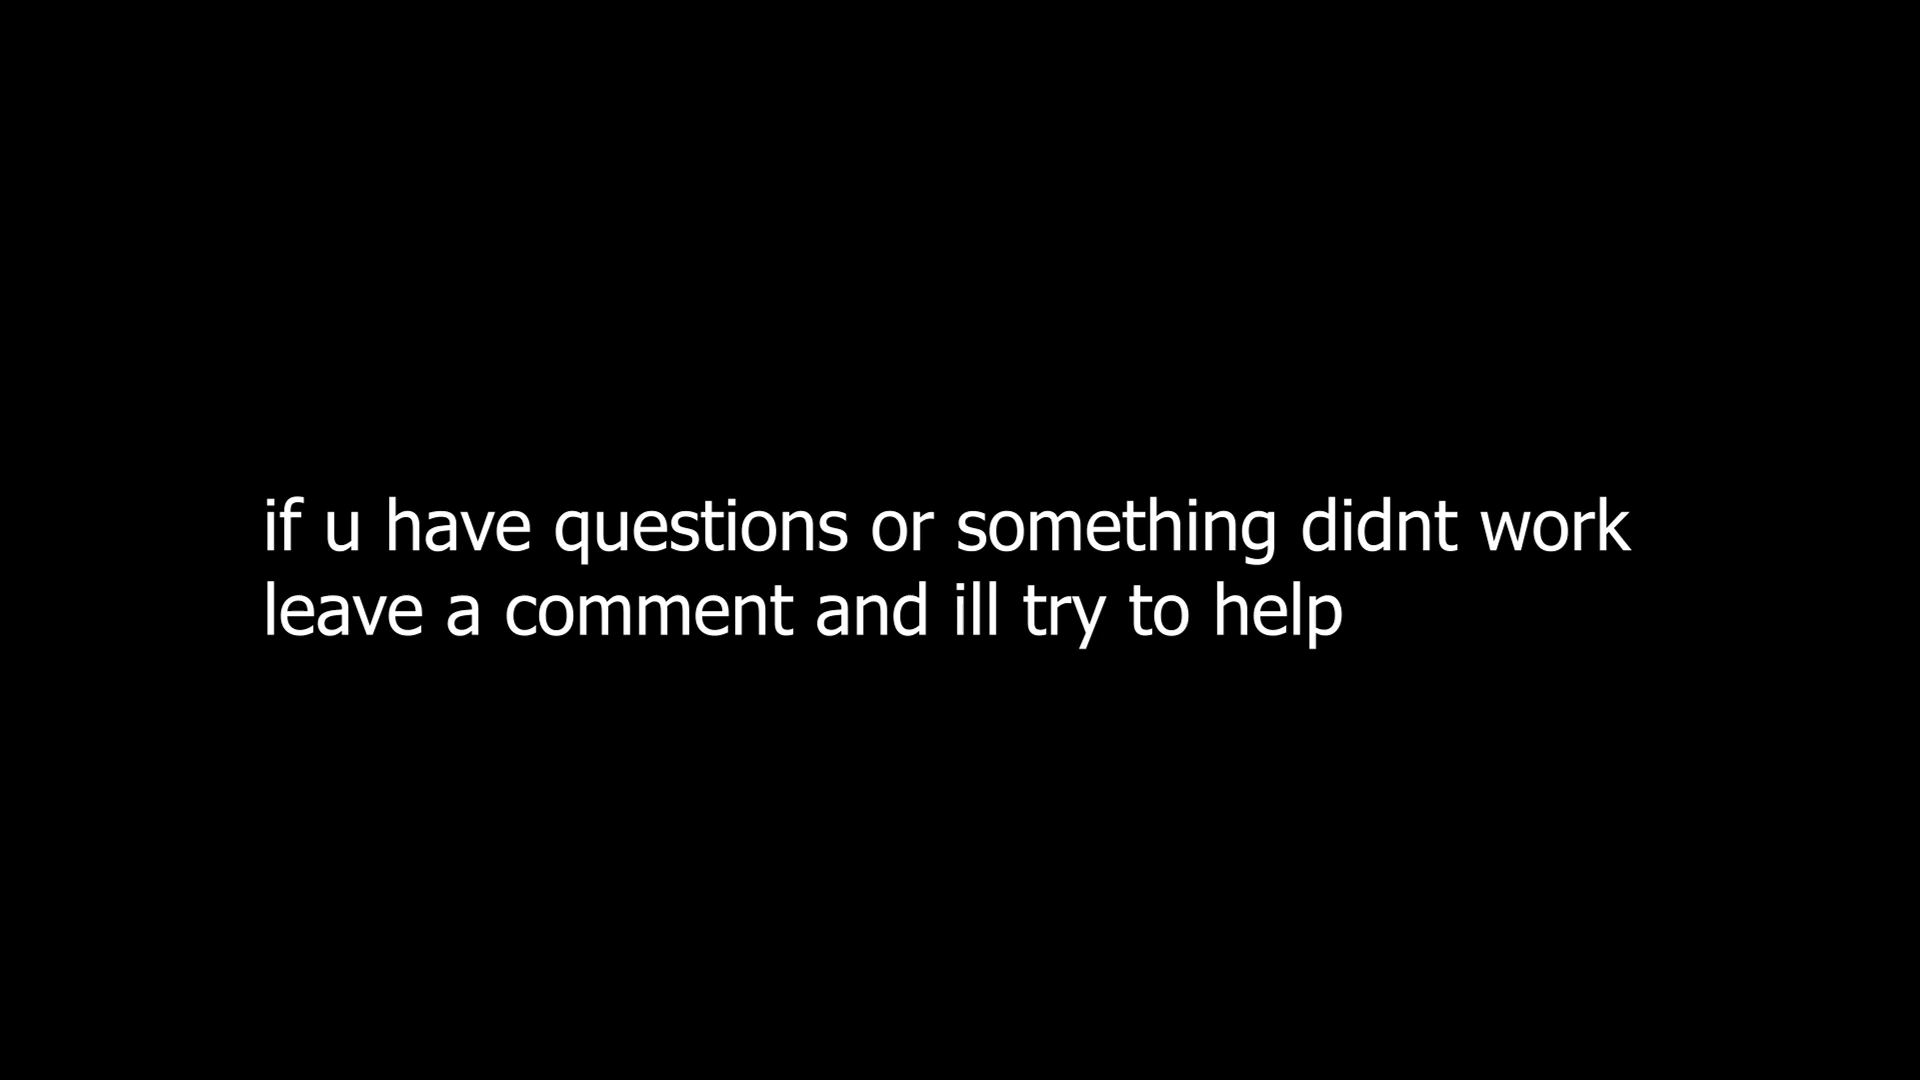 if u have questions or something didnt work
leave a comment and ill try to help